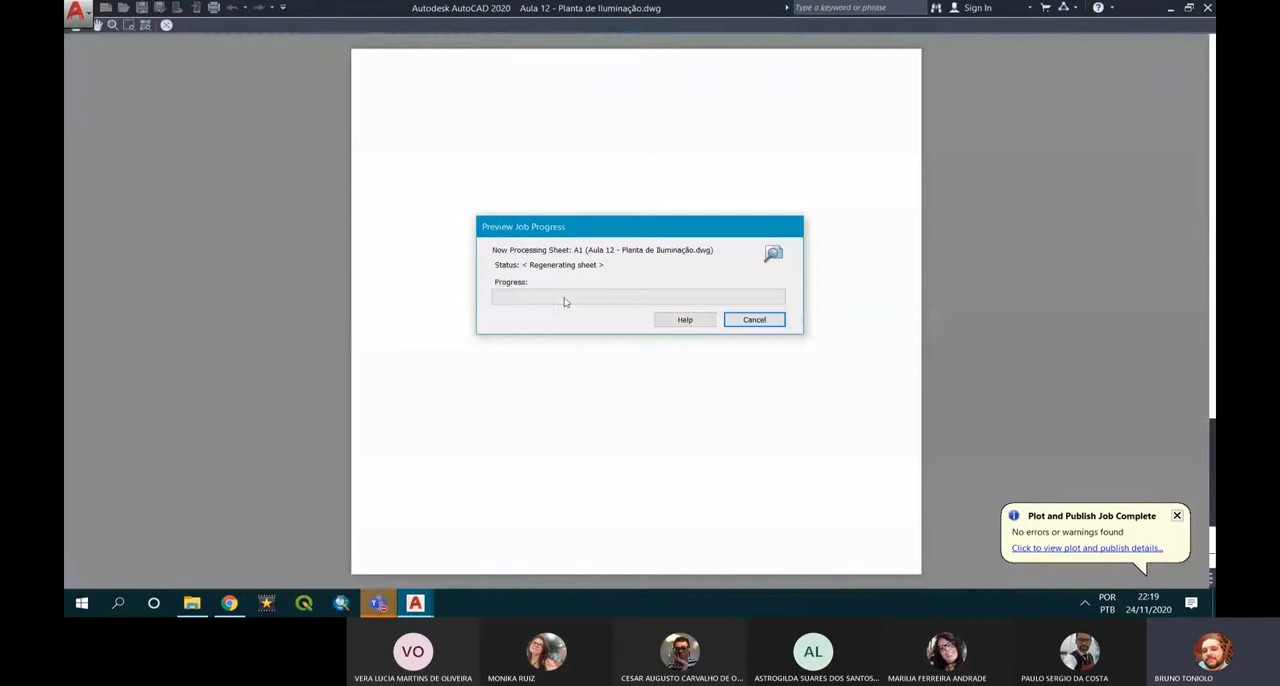 Autodesk AutoCAD 2020 Aula 12 - Planta de Iluminação.dwg
Type a keyword or phrase
Sign In
Preview Job Progress
Now Processing Sheet: A1 (Aula 12 - Planta de Iluminação.dwg)
Status: < Regenerating sheet >
Progress:
Help
Cancel
Plot and Publish Job Complete
No errors or warnings found
Click to view plot and publish details...
POR
PTB
22:19
24/11/2020
VO
AL
VERA LUCIA MARTINS DE OLIVEIRA
MONIKA RUIZ
CESAR AUGUSTO CARVALHO DE O...
ASTROGILDA SUARES DOS SANTOS...
MARILIA FERREIRA ANDRADE
PAULO SERGIO DA COSTA
BRUNO TONIOLO